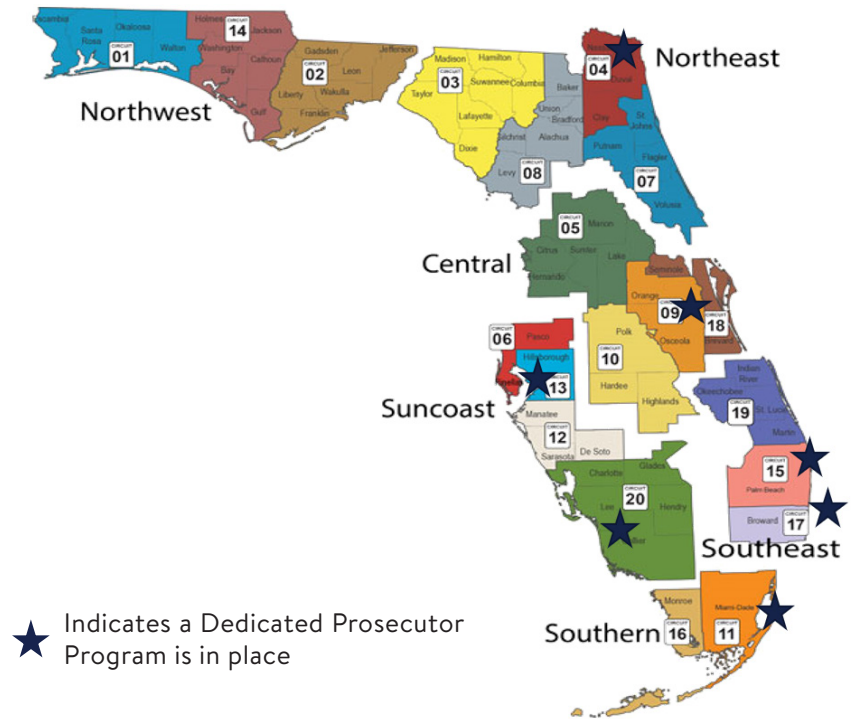 Escambia
Santa
Rosa
Okaloosa
Walton
CIRCUIT
01
Holmes
CIRCUIT
14
Jackson
Washington
Bay
Calhoun
Gulf
Gadsden
Jefferson
CIRCUIT
02
Leon
Liberty
Wakulla
Franklin
Northwest
Madison
Hamilton
CIRCUIT
03
Suwannee
Columbia
Taylor
Lafayette
Dixie
Baker
Union
Bradford
Gilchrist
Alachua
Levy
CIRCUIT
08
Nassau
CIRCUIT
04
Duval
Clay
Northeast
St.
Johns
Putnam
Flagler
CIRCUIT
07
Volusia
CIRCUIT
05
Marion
Citrus
Sumter
Lake
Hernando
Central
Seminole
Orange
CIRCUIT
09
Osceola
CIRCUIT
18
Brevard
CIRCUIT
06
Pasco
Pinellas
Hillsborough
CIRCUIT
13
Polk
CIRCUIT
10
Hardee
Highlands
Suncoast
Manatee
CIRCUIT
12
Sarasota
De Soto
Indian
River
Okeechobee
CIRCUIT
19
St. Lucie
Martin
Charlotte
Glades
CIRCUIT
20
Lee
Hendry
CIRCUIT
15
Palm Beach
Broward
CIRCUIT
17
Southeast
Monroe
CIRCUIT
16
Miami-Dade
CIRCUIT
11
Southern
Indicates a Dedicated Prosecutor
Program is in place